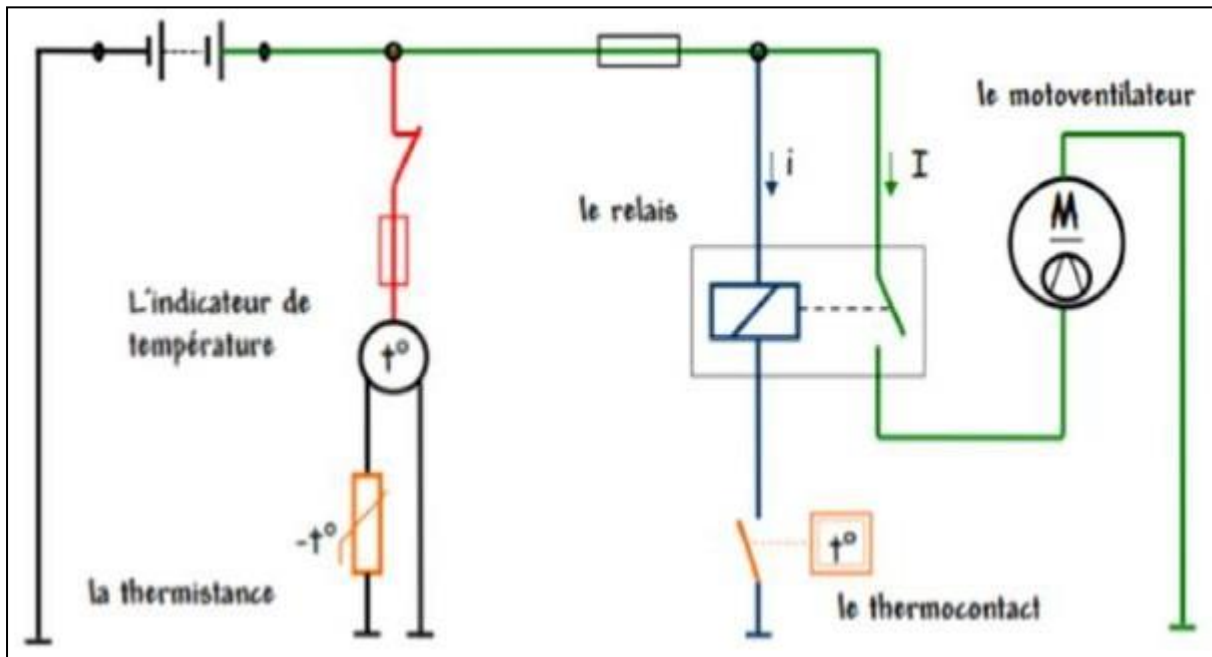 le motoventilateur
i
I
le relais
M
L'indicateur de
température
t°
-t°
t°
la thermistance
le thermocontact